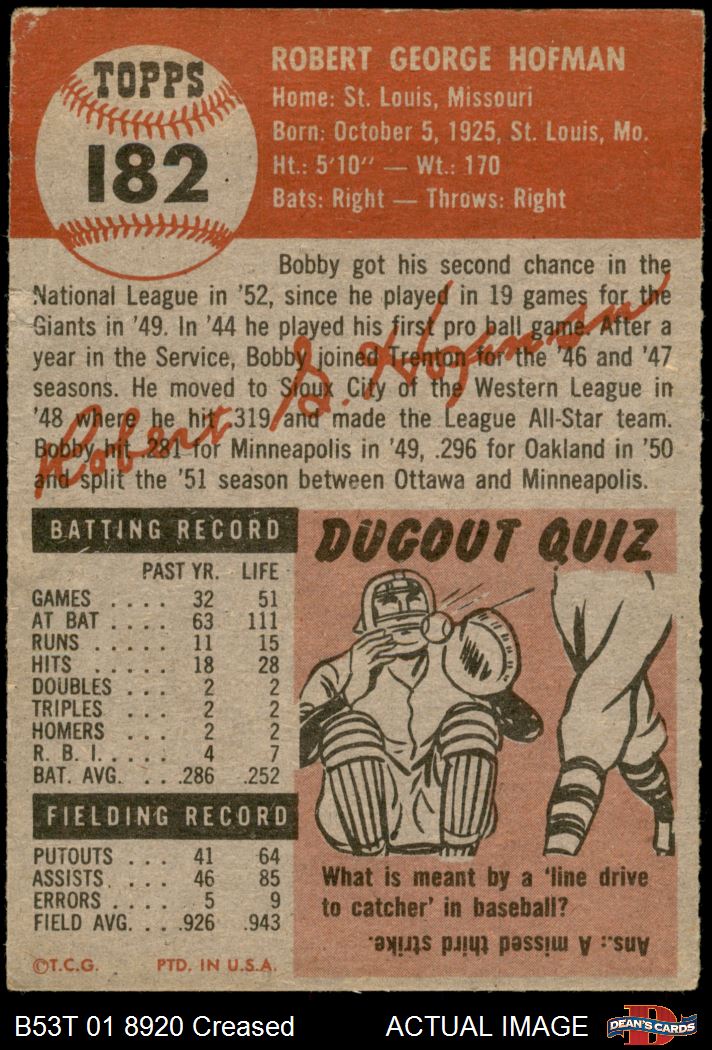 TOPPS
182
ROBERT GEORGE HOFMAN
Home: St. Louis, Missouri
Born: October 5, 1925, St. Louis, Mo.
Ht.: 5'10" — Wt.: 170
Bats: Right — Throws: Right
Bobby got his second chance in the
National League in '52, since he played in 19 games for the
Giants in '49. In '44 he played his first pro ball game. After a
year in the Service, Bobby joined Trenton for the '46 and '47
seasons. He moved to Sioux City of the Western League in
'48 where he hit .319 and made the League All-Star team.
Bobby hit .281 for Minneapolis in '49, .296 for Oakland in '50
and split the '51 season between Ottawa and Minneapolis.
Robert G. Hofman
BATTING RECORD
PAST YR. LIFE
GAMES . . . . 32 51
AT BAT . . . . 63 111
RUNS . . . . . 11 15
HITS . . . . . 18 28
DOUBLES . . . 2 2
TRIPLES . . . 2 2
HOMERS . . . 2 2
R. B. I. . . . . 4 7
BAT. AVG. . . .286 .252
FIELDING RECORD
PUTOUTS . . . 41 64
ASSISTS . . . . 46 85
ERRORS . . . . 5 9
FIELD AVG. . . .926 .943
©T.C.G. PTD. IN U.S.A.
DUGOUT QUIZ
What is meant by a 'line drive
to catcher' in baseball?
Ans.: A missed third strike.
B53T 01 8920 Creased
ACTUAL IMAGE
DEAN'S CARDS